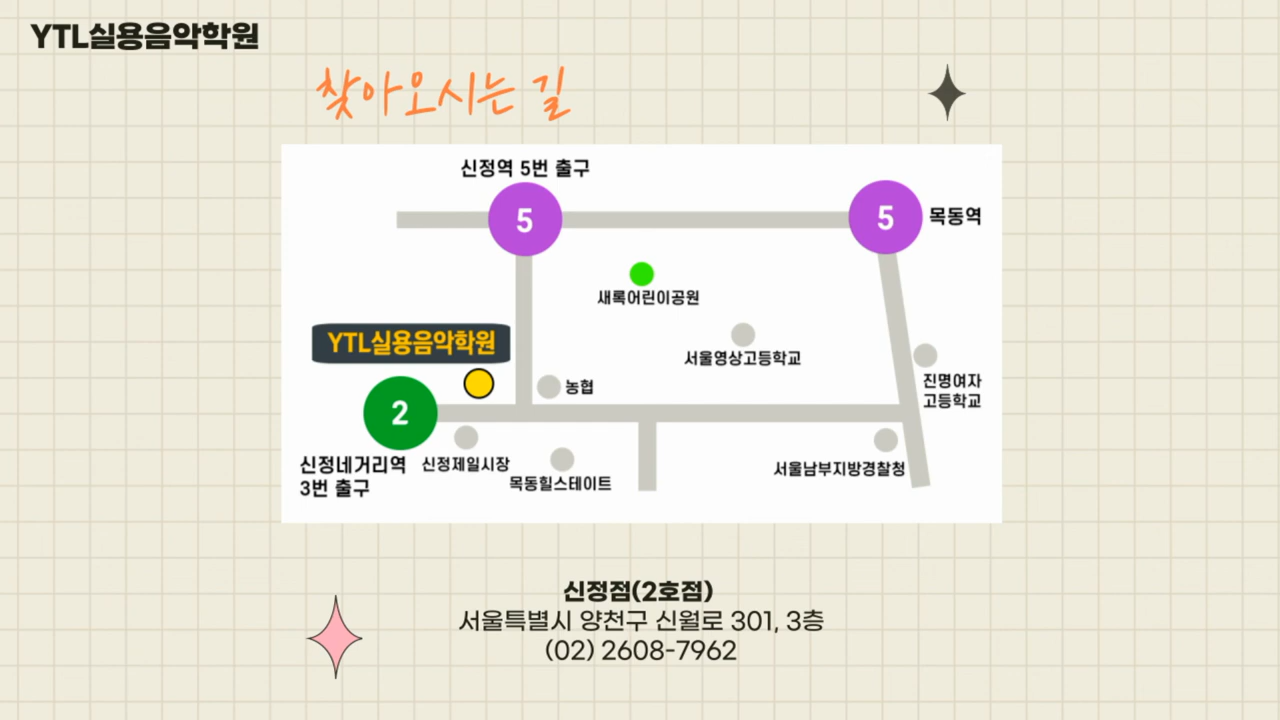 YTL실용음악학원
찾아오시는 길
신정역 5번 출구
5
5
목동역
새록어린이공원
YTL실용음악학원
서울영상고등학교
진명여자
고등학교
농협
2
신정네거리역
3번 출구
신정제일시장
목동힐스테이트
서울남부지방경찰청
신정점(2호점)
서울특별시 양천구 신월로 301, 3층
(02) 2608-7962